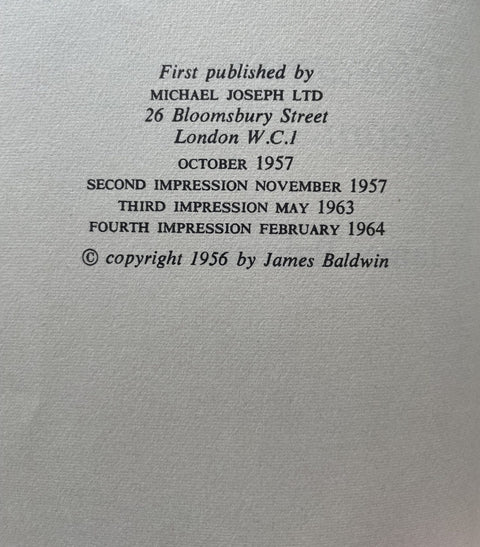 First published by
MICHAEL JOSEPH LTD
26 Bloomsbury Street
London W.C.1
OCTOBER 1957
SECOND IMPRESSION NOVEMBER 1957
THIRD IMPRESSION MAY 1963
FOURTH IMPRESSION FEBRUARY 1964
© copyright 1956 by James Baldwin